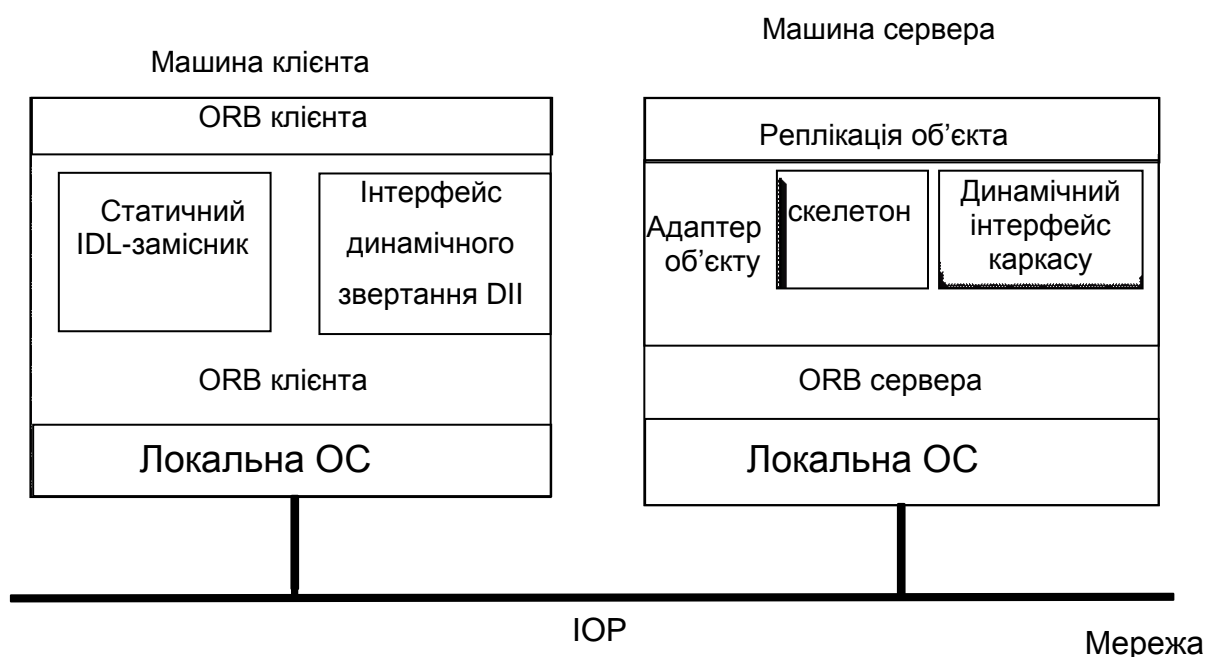 Машина клієнта
ORB клієнта
Статичний
IDL-замісник
Інтерфейс
динамічного
звертання DII
ORB клієнта
Локальна ОС
Машина сервера
Реплікація об’єкта
Адаптер
об’єкту
скелетон
Динамічний
інтерфейс
каркасу
ORB сервера
Локальна ОС
IOP
Мережа